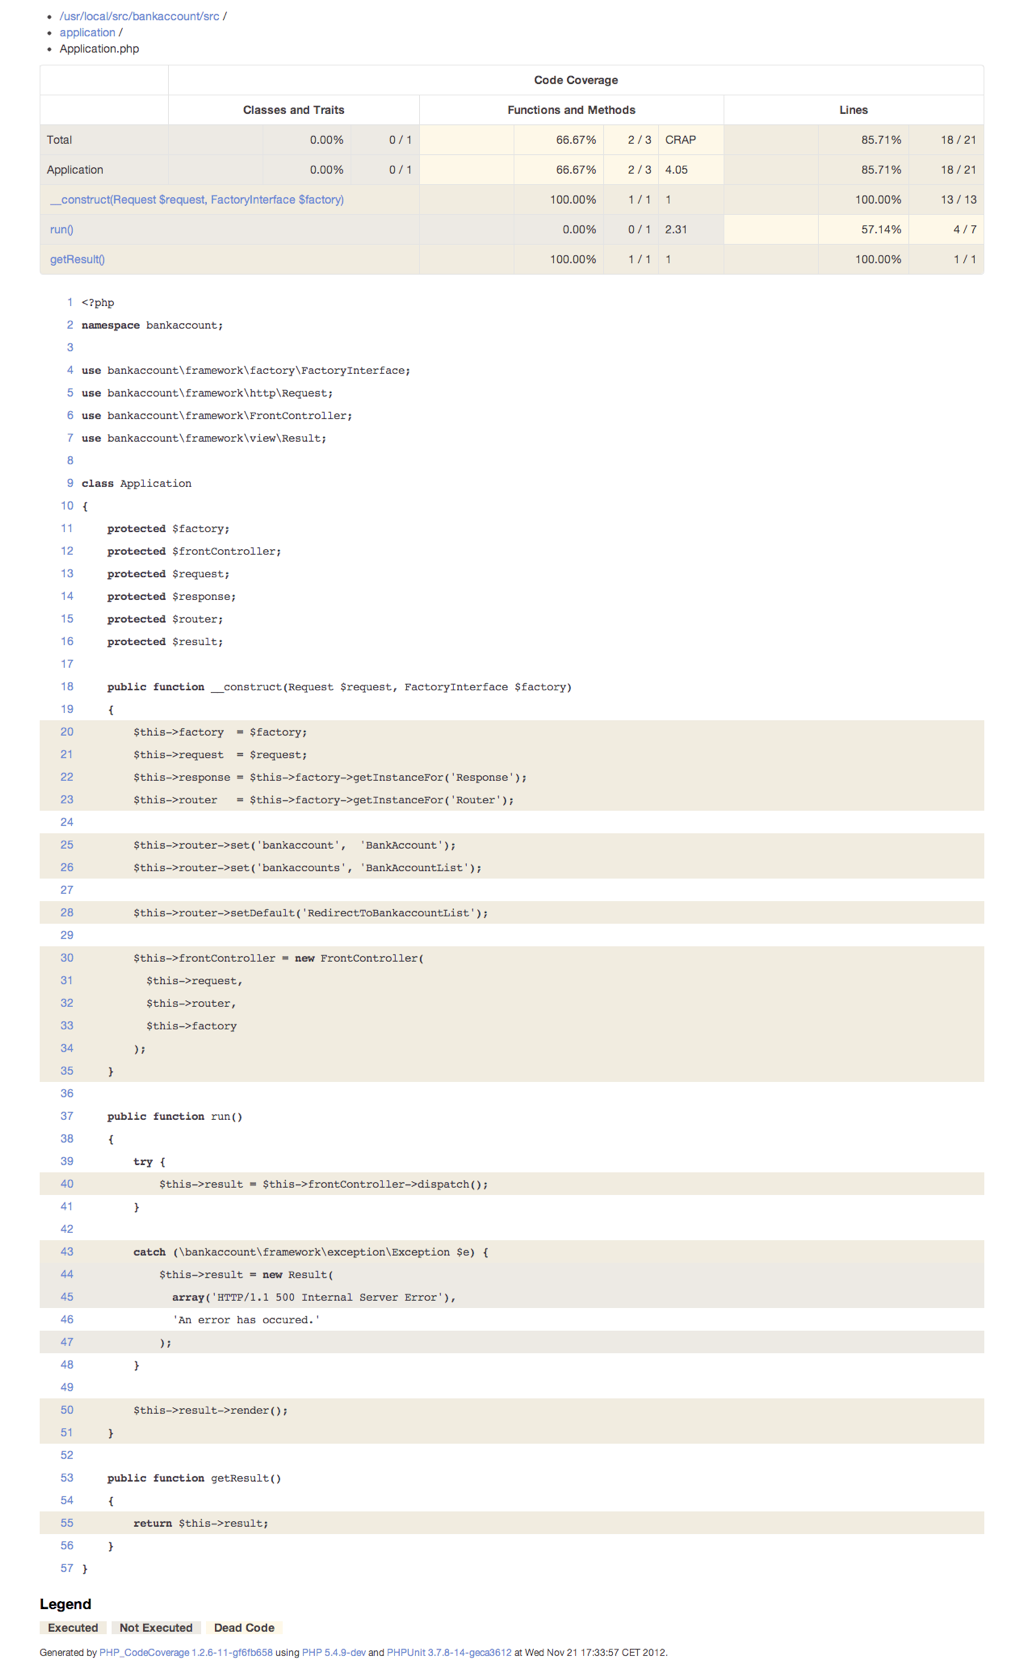 /usr/local/src/bankaccount/src /
application /
Application.php
Code Coverage
Classes and Traits Functions and Methods Lines
Total 0.00% 0 / 1 66.67% 2 / 3 CRAP 85.71% 18 / 21
Application 0.00% 0 / 1 66.67% 2 / 3 4.05 85.71% 18 / 21
__construct(Request $request, FactoryInterface $factory) 100.00% 1 / 1 1 100.00% 13 / 13
run() 0.00% 0 / 1 2.31 57.14% 4 / 7
getResult() 100.00% 1 / 1 1 100.00% 1 / 1
1 <?php
2 namespace bankaccount;
3
4 use bankaccount\framework\factory\FactoryInterface;
5 use bankaccount\framework\http\Request;
6 use bankaccount\framework\FrontController;
7 use bankaccount\framework\view\Result;
8
9 class Application
10 {
11     protected $factory;
12     protected $frontController;
13     protected $request;
14     protected $response;
15     protected $router;
16     protected $result;
17
18     public function __construct(Request $request, FactoryInterface $factory)
19     {
20         $this->factory  = $factory;
21         $this->request  = $request;
22         $this->response = $this->factory->getInstanceFor('Response');
23         $this->router   = $this->factory->getInstanceFor('Router');
24
25         $this->router->set('bankaccount',  'BankAccount');
26         $this->router->set('bankaccounts', 'BankAccountList');
27
28         $this->router->setDefault('RedirectToBankaccountList');
29
30         $this->frontController = new FrontController(
31           $this->request,
32           $this->router,
33           $this->factory
34         );
35     }
36
37     public function run()
38     {
39         try {
40             $this->result = $this->frontController->dispatch();
41         }
42
43         catch (\bankaccount\framework\exception\Exception $e) {
44             $this->result = new Result(
45               array('HTTP/1.1 500 Internal Server Error'),
46               'An error has occured.'
47             );
48         }
49
50         $this->result->render();
51     }
52
53     public function getResult()
54     {
55         return $this->result;
56     }
57 }
Legend
Executed Not Executed Dead Code
Generated by PHP_CodeCoverage 1.2.6-11-gf6fb658 using PHP 5.4.9-dev and PHPUnit 3.7.8-14-geca3612 at Wed Nov 21 17:33:57 CET 2012.